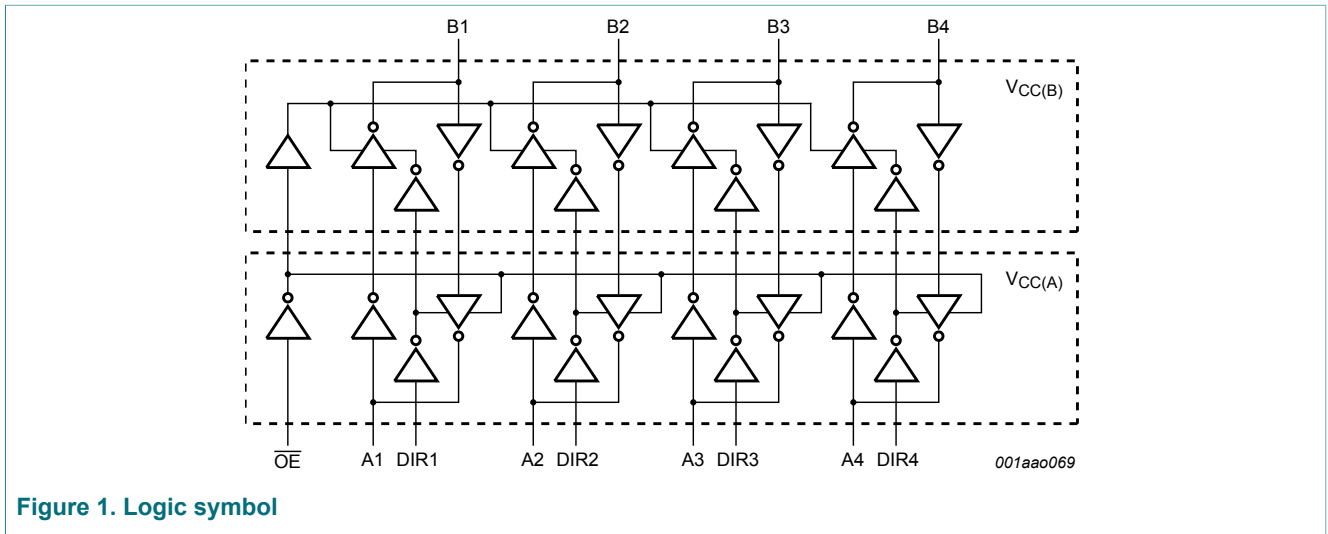 B1 B2 B3 B4
VCC(B)
VCC(A)
OE A1 DIR1 A2 DIR2 A3 DIR3 A4 DIR4
001aao069
Figure 1. Logic symbol